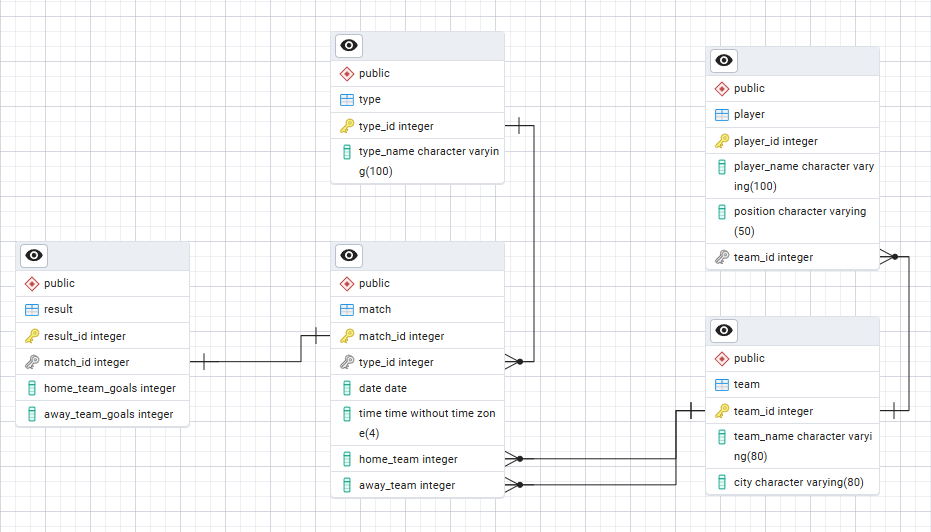 public
type
type_id integer
type_name character varyin
g(100)
public
player
player_id integer
player_name character vary
ing(100)
position character varying
(50)
team_id integer
public
result
result_id integer
match_id integer
home_team_goals integer
away_team_goals integer
public
match
match_id integer
type_id integer
date date
time time without time zon
e(4)
home_team integer
away_team integer
public
team
team_id integer
team_name character varyi
ng(80)
city character varying(80)